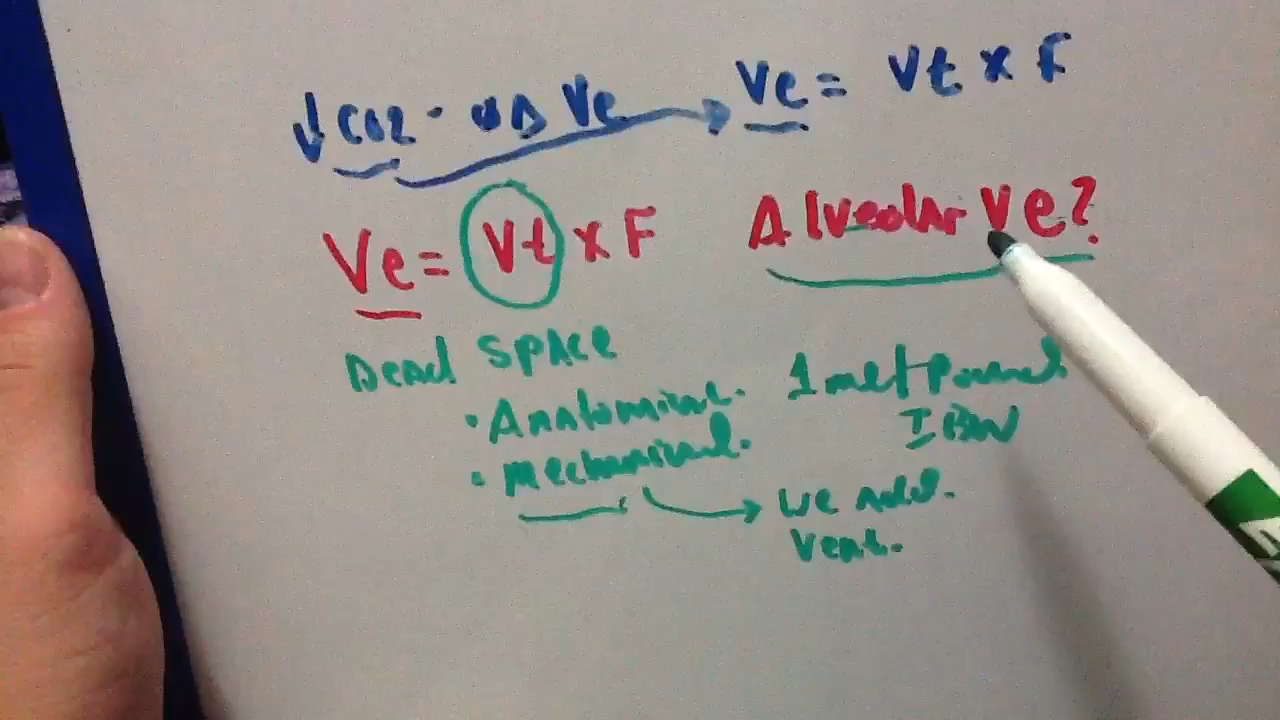 ↓ CO2 · Δ Ve → Ve = Vt x F
Ve = Vt x F
Alveolar Ve?
Dead Space
· Anatomical.
· Mechanical. → We add. Vent.
1 ml/pound.
IBW